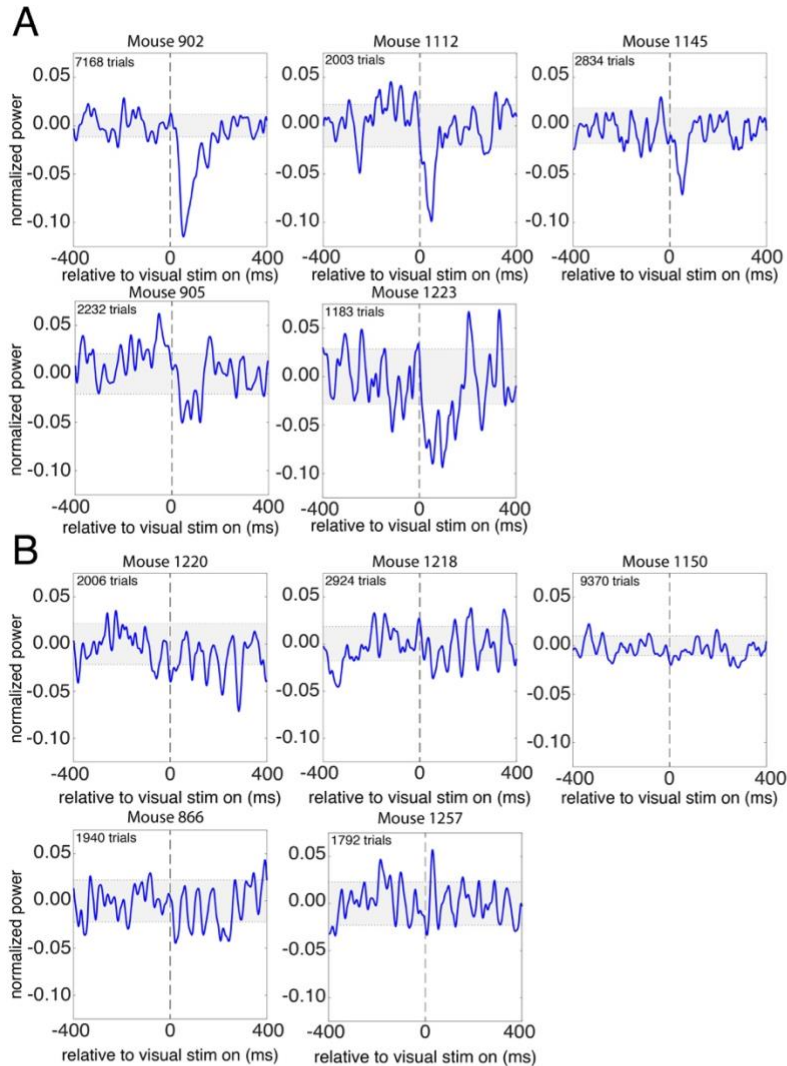 A
Mouse 902 Mouse 1112 Mouse 1145
7168 trials 2003 trials 2834 trials
0.05 0.05 0.05
0.00 0.00 0.00
-0.05 -0.05 -0.05
-0.10 -0.10 -0.10
normalized power
-400 0 400 -400 0 400 -400 0 400
relative to visual stim on (ms) relative to visual stim on (ms) relative to visual stim on (ms)
Mouse 905 Mouse 1223
2232 trials 1183 trials
0.05 0.05
0.00 0.00
-0.05 -0.05
-0.10 -0.10
normalized power
-400 0 400 -400 0 400
relative to visual stim on (ms) relative to visual stim on (ms)
B
Mouse 1220 Mouse 1218 Mouse 1150
2006 trials 2924 trials 9370 trials
0.05 0.05 0.05
0.00 0.00 0.00
-0.05 -0.05 -0.05
-0.10 -0.10 -0.10
normalized power
-400 0 400 -400 0 400 -400 0 400
relative to visual stim on (ms) relative to visual stim on (ms) relative to visual stim on (ms)
Mouse 866 Mouse 1257
1940 trials 1792 trials
0.05 0.05
0.00 0.00
-0.05 -0.05
-0.10 -0.10
normalized power
-400 0 400 -400 0 400
relative to visual stim on (ms) relative to visual stim on (ms)